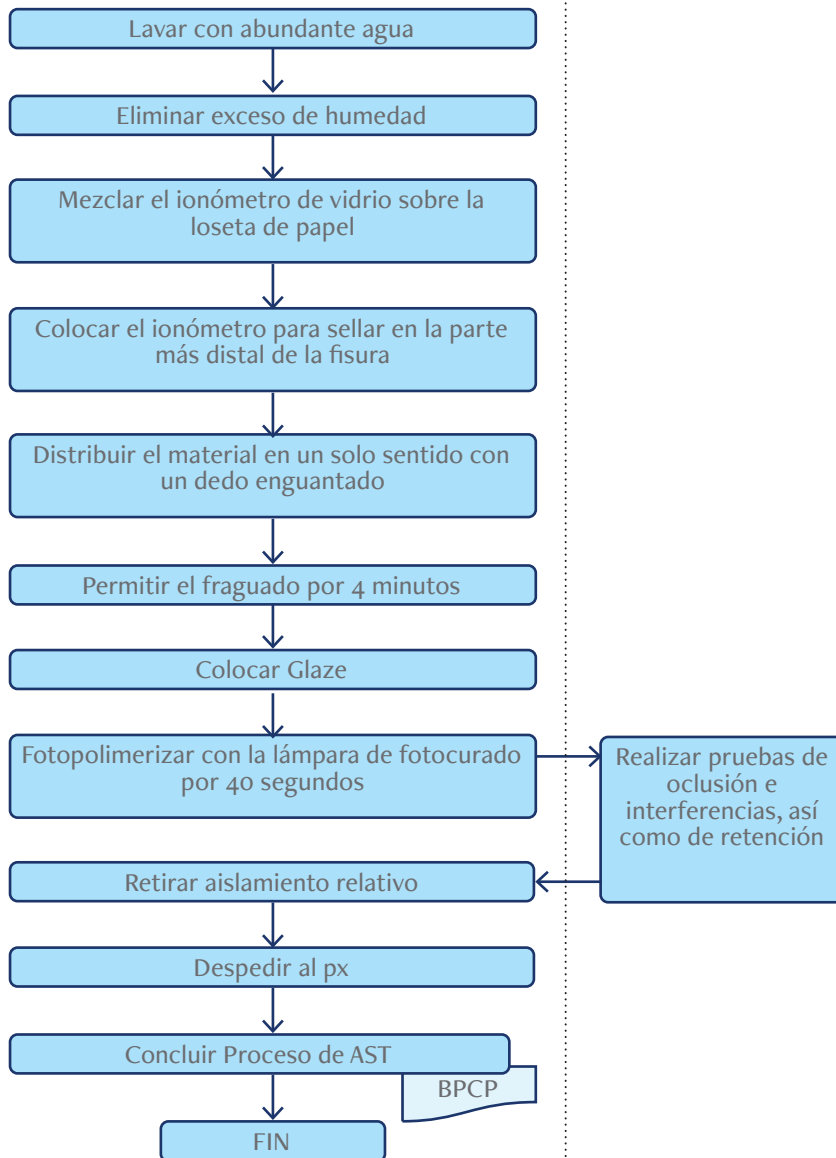 Lavar con abundante agua
Eliminar exceso de humedad
Mezclar el ionómetro de vidrio sobre la
loseta de papel
Colocar el ionómetro para sellar en la parte
más distal de la fisura
Distribuir el material en un solo sentido con
un dedo enguantado
Permitir el fraguado por 4 minutos
Colocar Glaze
Fotopolimerizar con la lámpara de fotocurado
por 40 segundos
Realizar pruebas de
oclusión e
interferencias, así
como de retención
Retirar aislamiento relativo
Despedir al px
Concluir Proceso de AST
BPCP
FIN